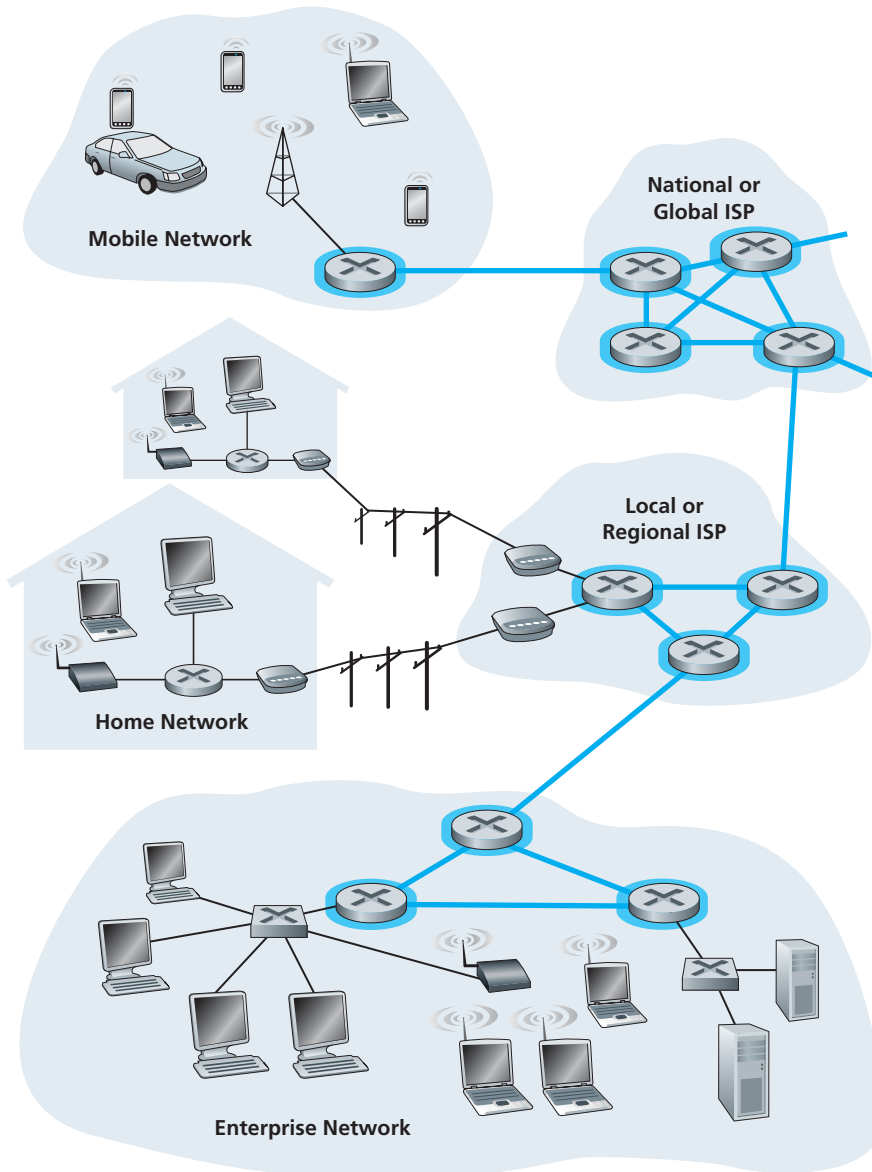 National or
Global ISP
Mobile Network
Local or
Regional ISP
Home Network
Enterprise Network